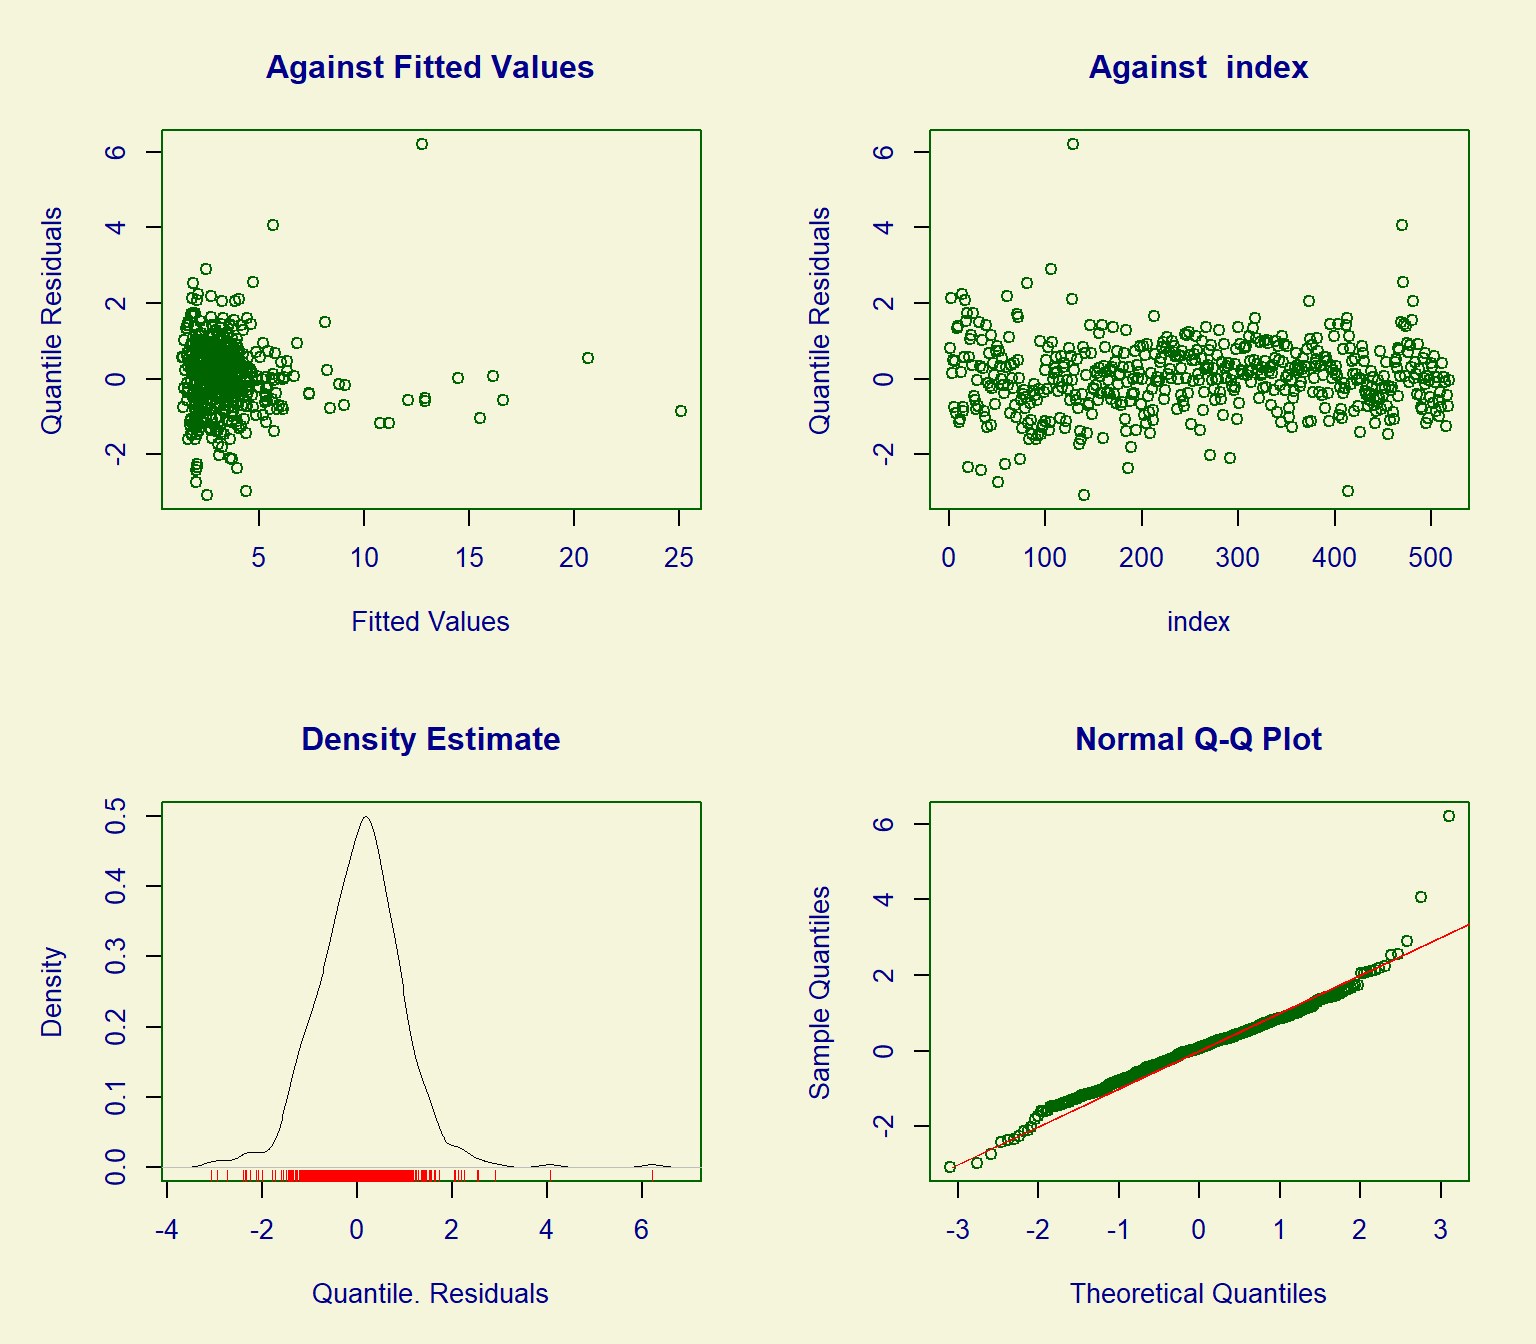 Against Fitted Values
Quantile Residuals
6
4
2
0
-2
5 10 15 20 25
Fitted Values
Against  index
Quantile Residuals
6
4
2
0
-2
0 100 200 300 400 500
index
Density Estimate
Density
0.5
0.4
0.3
0.2
0.1
0.0
-4 -2 0 2 4 6
Quantile. Residuals
Normal Q-Q Plot
Sample Quantiles
6
4
2
0
-2
-3 -2 -1 0 1 2 3
Theoretical Quantiles